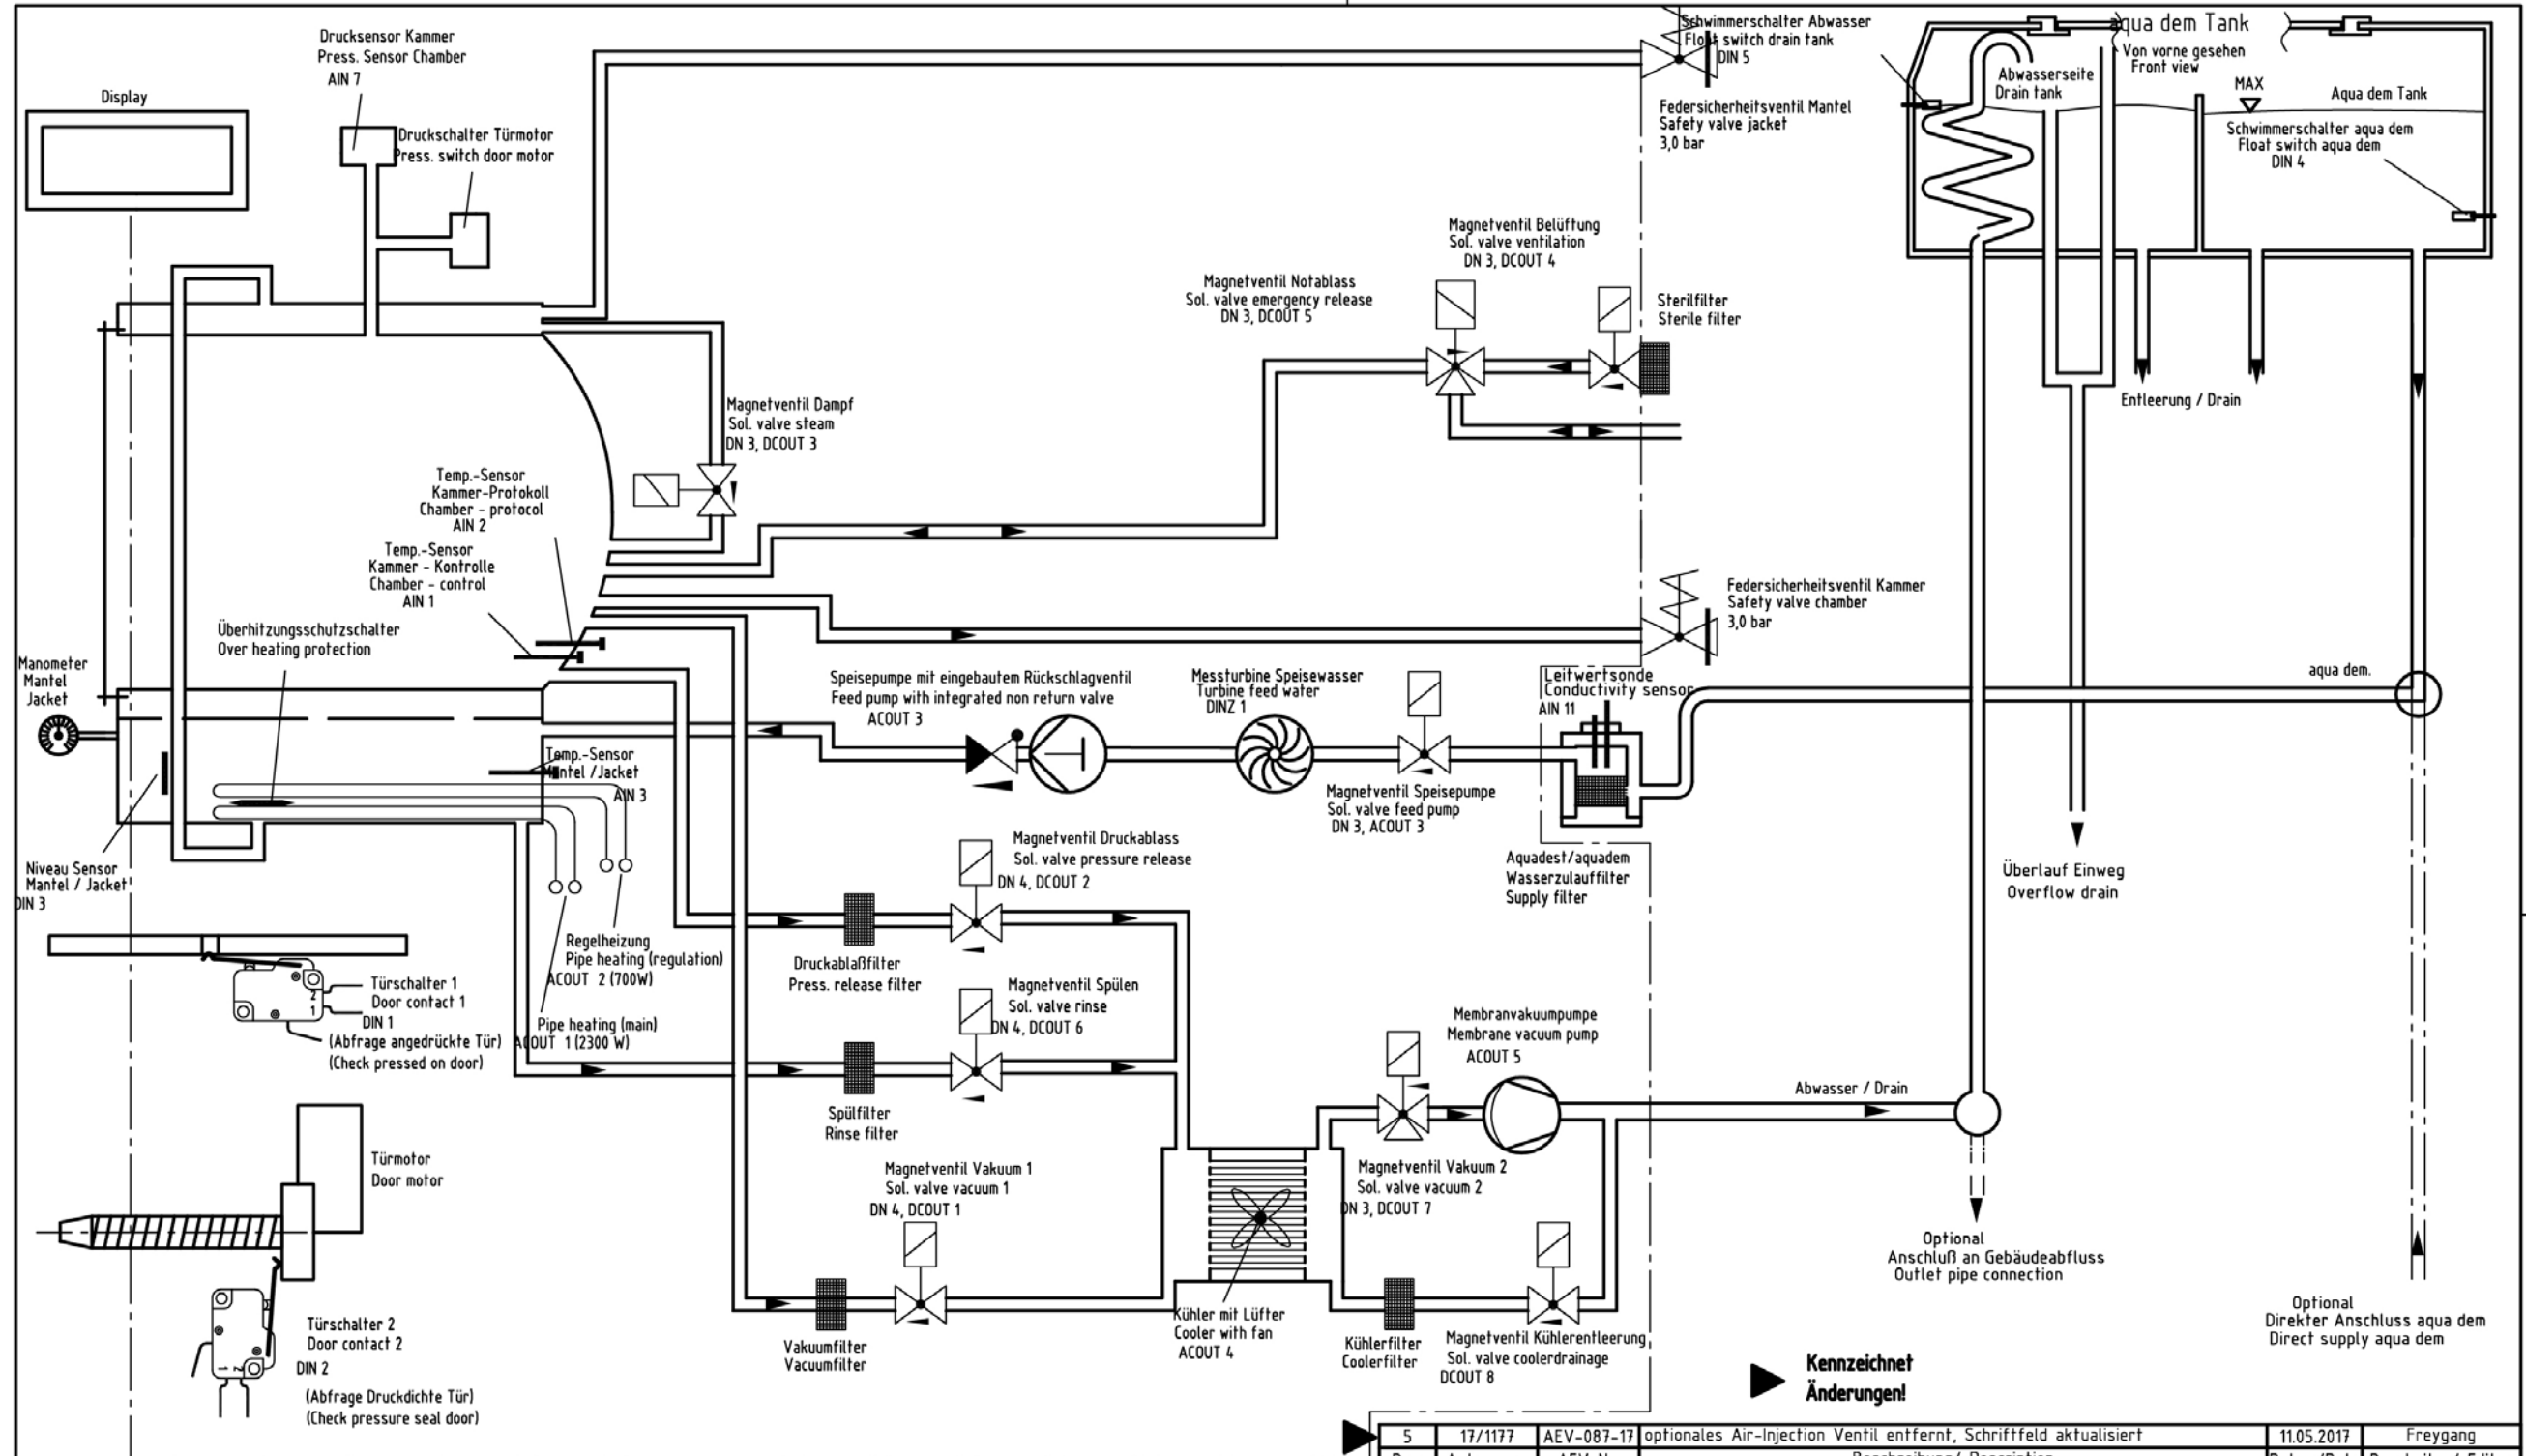 Drucksensor Kammer
Press. Sensor Chamber
AIN 7
Display
Druckschalter Türmotor
Press. switch door motor
Schwimmerschalter Abwasser
Float switch drain tank
DIN 5
Federsicherheitsventil Mantel
Safety valve jacket
3,0 bar
aqua dem Tank
Von vorne gesehen
Front view
Abwasserseite
Drain tank
MAX
Aqua dem Tank
Schwimmerschalter aqua dem
Float switch aqua dem
DIN 4
Magnetventil Belüftung
Sol. valve ventilation
DN 3, DCOUT 4
Magnetventil Notablass
Sol. valve emergency release
DN 3, DCOUT 5
Sterilfilter
Sterile filter
Entleerung / Drain
Magnetventil Dampf
Sol. valve steam
DN 3, DCOUT 3
Temp.-Sensor
Kammer-Protokoll
Chamber - protocol
AIN 2
Temp.-Sensor
Kammer - Kontrolle
Chamber - control
AIN 1
Überhitzungsschutzschalter
Over heating protection
Manometer
Mantel
Jacket
Federsicherheitsventil Kammer
Safety valve chamber
3,0 bar
Speisepumpe mit eingebautem Rückschlagventil
Feed pump with integrated non return valve
ACOUT 3
Messturbine Speisewasser
Turbine feed water
DINZ 1
Leitwertsonde
Conductivity sensor
AIN 11
aqua dem.
Temp.-Sensor
Mantel /Jacket
AIN 3
Magnetventil Speisepumpe
Sol. valve feed pump
DN 3, ACOUT 3
Niveau Sensor
Mantel / Jacket
DIN 3
Magnetventil Druckablass
Sol. valve pressure release
DN 4, DCOUT 2
Aquadest/aquadem
Wasserzulauffilter
Supply filter
Überlauf Einweg
Overflow drain
Regelheizung
Pipe heating (regulation)
ACOUT 2 (700W)
Druckablaßfilter
Press. release filter
Türschalter 1
Door contact 1
DIN 1
(Abfrage angedrückte Tür)
(Check pressed on door)
2
1
Pipe heating (main)
ACOUT 1 (2300 W)
Magnetventil Spülen
Sol. valve rinse
DN 4, DCOUT 6
Membranvakuumpumpe
Membrane vacuum pump
ACOUT 5
Abwasser / Drain
Spülfilter
Rinse filter
Türmotor
Door motor
Magnetventil Vakuum 1
Sol. valve vacuum 1
DN 4, DCOUT 1
Magnetventil Vakuum 2
Sol. valve vacuum 2
DN 3, DCOUT 7
Optional
Anschluß an Gebäudeabfluss
Outlet pipe connection
Optional
Direkter Anschluss aqua dem
Direct supply aqua dem
Türschalter 2
Door contact 2
DIN 2
(Abfrage Druckdichte Tür)
(Check pressure seal door)
1 2
Vakuumfilter
Vacuumfilter
Kühler mit Lüfter
Cooler with fan
ACOUT 4
Kühlerfilter
Coolerfilter
Magnetventil Kühlerentleerung
Sol. valve coolerdrainage
DCOUT 8
Kennzeichnet
Änderungen!
5 17/1177 AEV-087-17 optionales Air-Injection Ventil entfernt, Schriftfeld aktualisiert 11.05.2017 Freygang